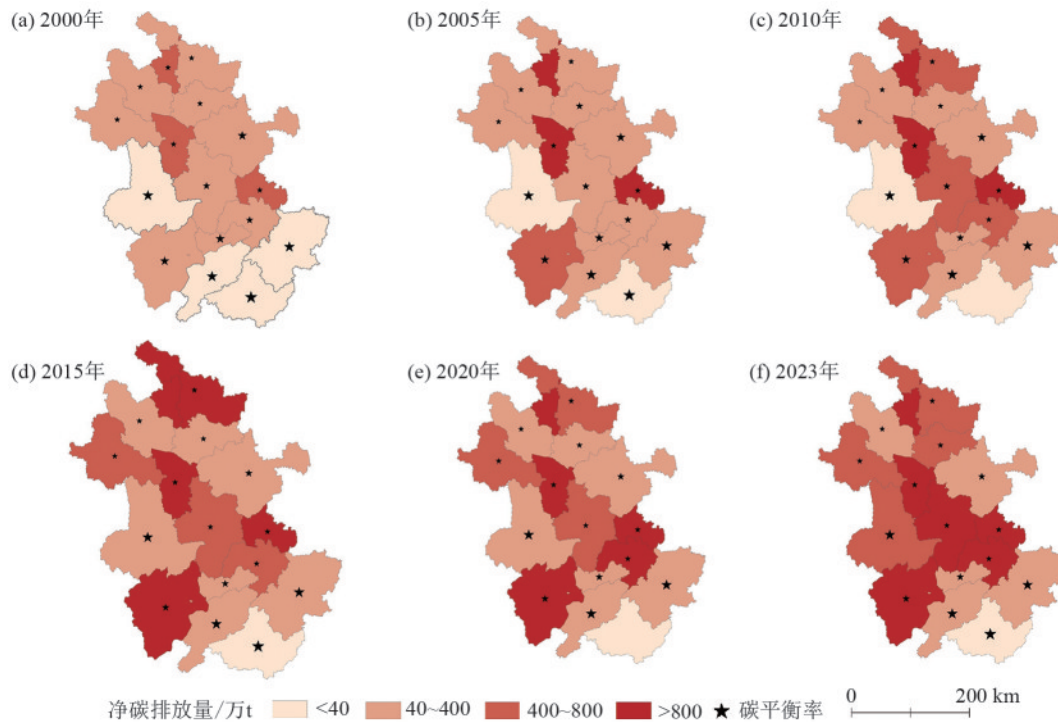 (a) 2000年
(b) 2005年
(c) 2010年
(d) 2015年
(e) 2020年
(f) 2023年
净碳排放量/万t <40 40~400 400~800 >800 ★ 碳平衡率
0 200 km